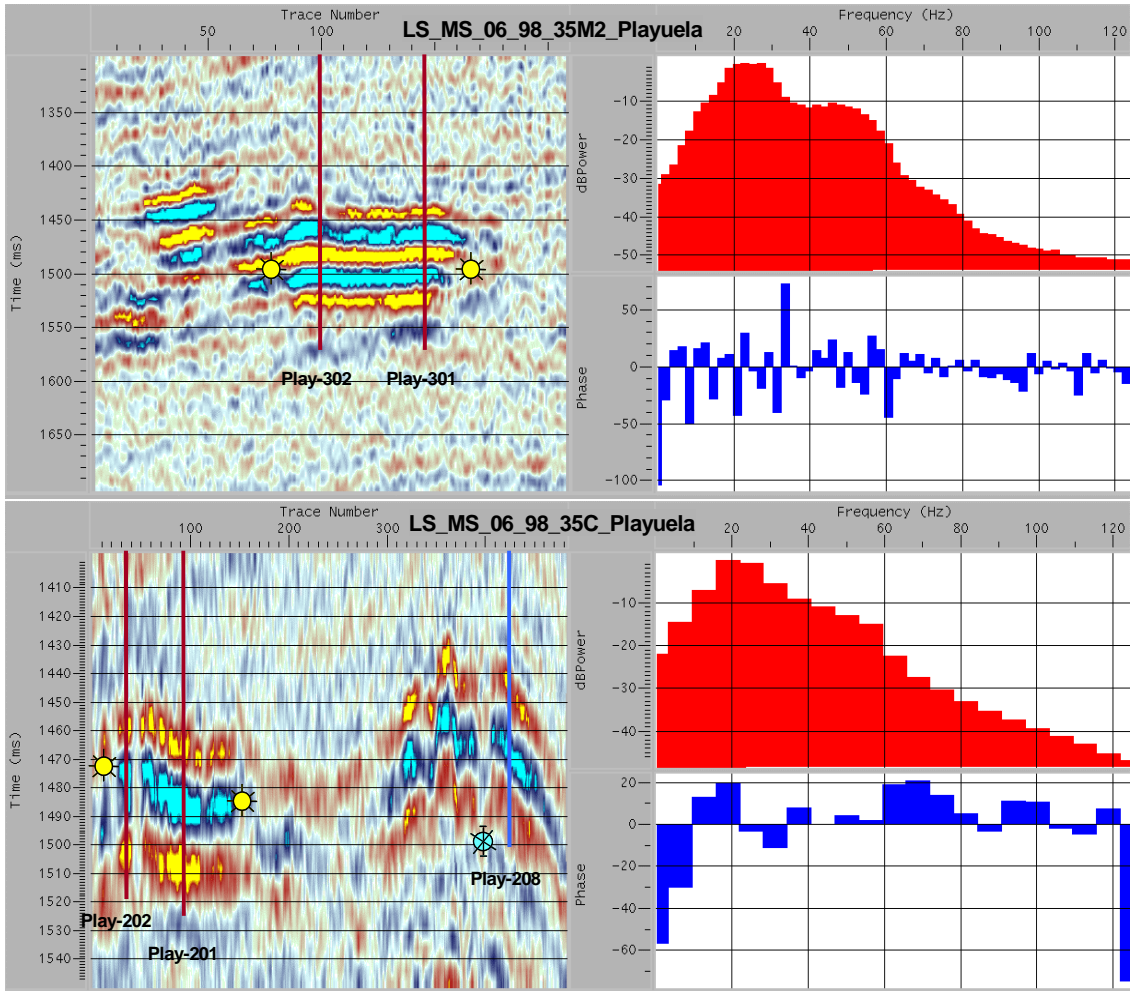 Trace Number
LS_MS_06_98_35M2_Playuela
50 100
Time (ms)
1350
1400
1450
1500
1550
1600
1650
Play-302 Play-301
Frequency (Hz)
20 40 60 80 100 120
dBPower
-10
-20
-30
-40
-50
Phase
50
0
-50
-100
Trace Number
LS_MS_06_98_35C_Playuela
100 200 300
Time (ms)
1410
1420
1430
1440
1450
1460
1470
1480
1490
1500
1510
1520
1530
1540
Play-208
Play-202
Play-201
Frequency (Hz)
20 40 60 80 100 120
dBPower
-10
-20
-30
-40
Phase
20
0
-20
-40
-60